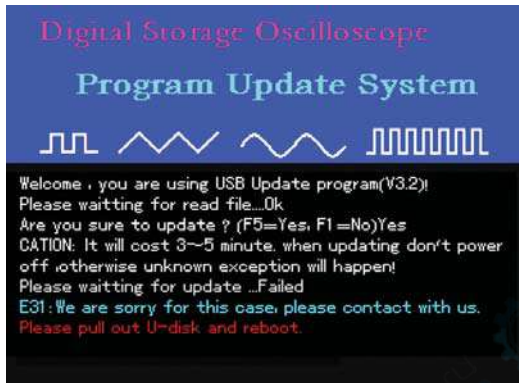 Digital Storage Oscilloscope
Program Update System
Welcome , you are using USB Update program(V3.2)!
Please waitting for read file....Ok
Are you sure to update ? (F5=Yes, F1=No)Yes
CATION: It will cost 3~5 minute. when updating don't power
off ,otherwise unknown exception will happen!
Please waitting for update ...Failed
E31:We are sorry for this case, please contact with us.
Please pull out U-disk and reboot.